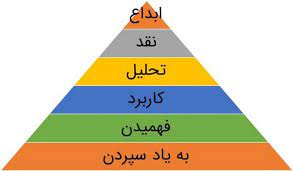 ابداع
نقد
تحلیل
کاربرد
فهمیدن
به یاد سپردن